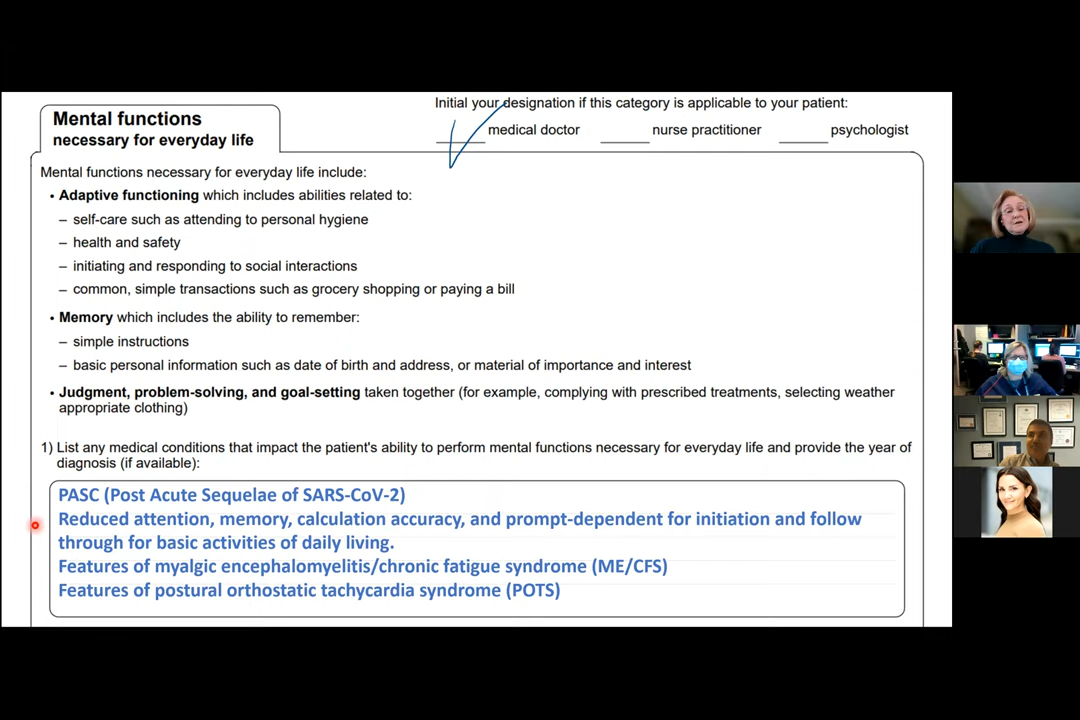 Mental functions
necessary for everyday life
Initial your designation if this category is applicable to your patient:
medical doctor
nurse practitioner
psychologist
Mental functions necessary for everyday life include:
• Adaptive functioning which includes abilities related to:
– self-care such as attending to personal hygiene
– health and safety
– initiating and responding to social interactions
– common, simple transactions such as grocery shopping or paying a bill
• Memory which includes the ability to remember:
– simple instructions
– basic personal information such as date of birth and address, or material of importance and interest
• Judgment, problem-solving, and goal-setting taken together (for example, complying with prescribed treatments, selecting weather
appropriate clothing)
1) List any medical conditions that impact the patient's ability to perform mental functions necessary for everyday life and provide the year of
diagnosis (if available):
PASC (Post Acute Sequelae of SARS-CoV-2)
Reduced attention, memory, calculation accuracy, and prompt-dependent for initiation and follow
through for basic activities of daily living.
Features of myalgic encephalomyelitis/chronic fatigue syndrome (ME/CFS)
Features of postural orthostatic tachycardia syndrome (POTS)